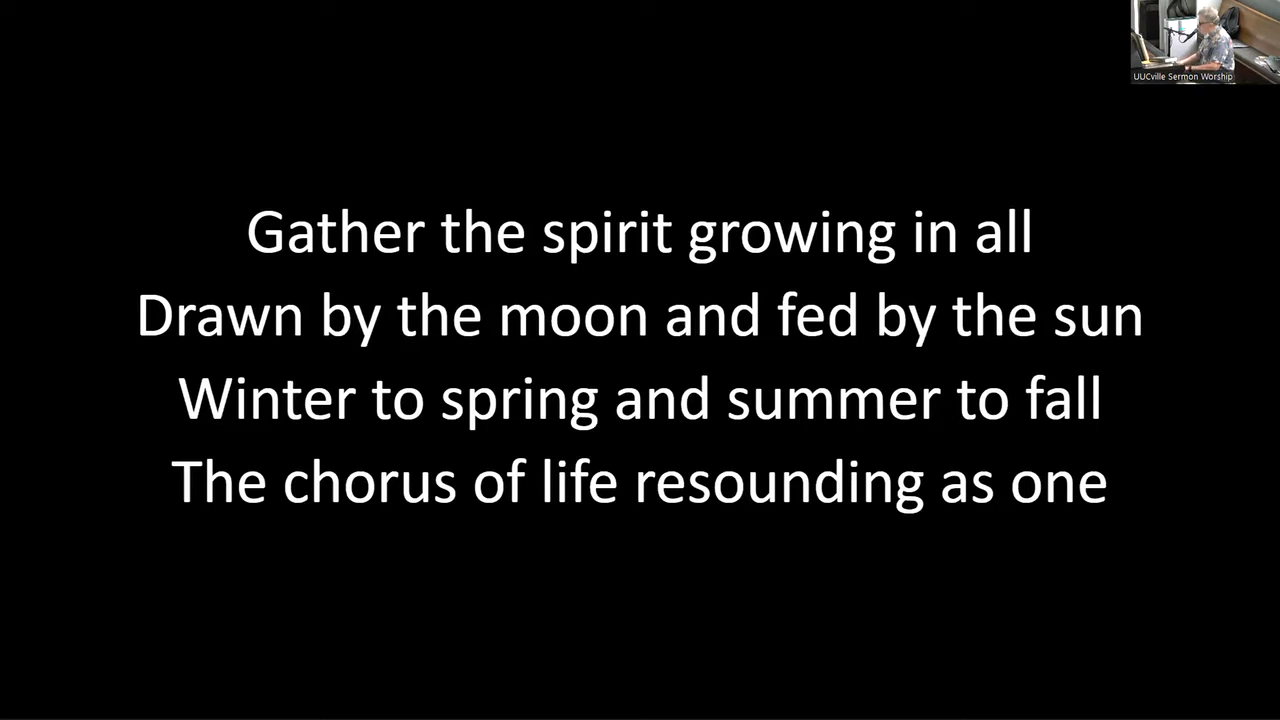 UUCville Sermon Worship
Gather the spirit growing in all
Drawn by the moon and fed by the sun
Winter to spring and summer to fall
The chorus of life resounding as one